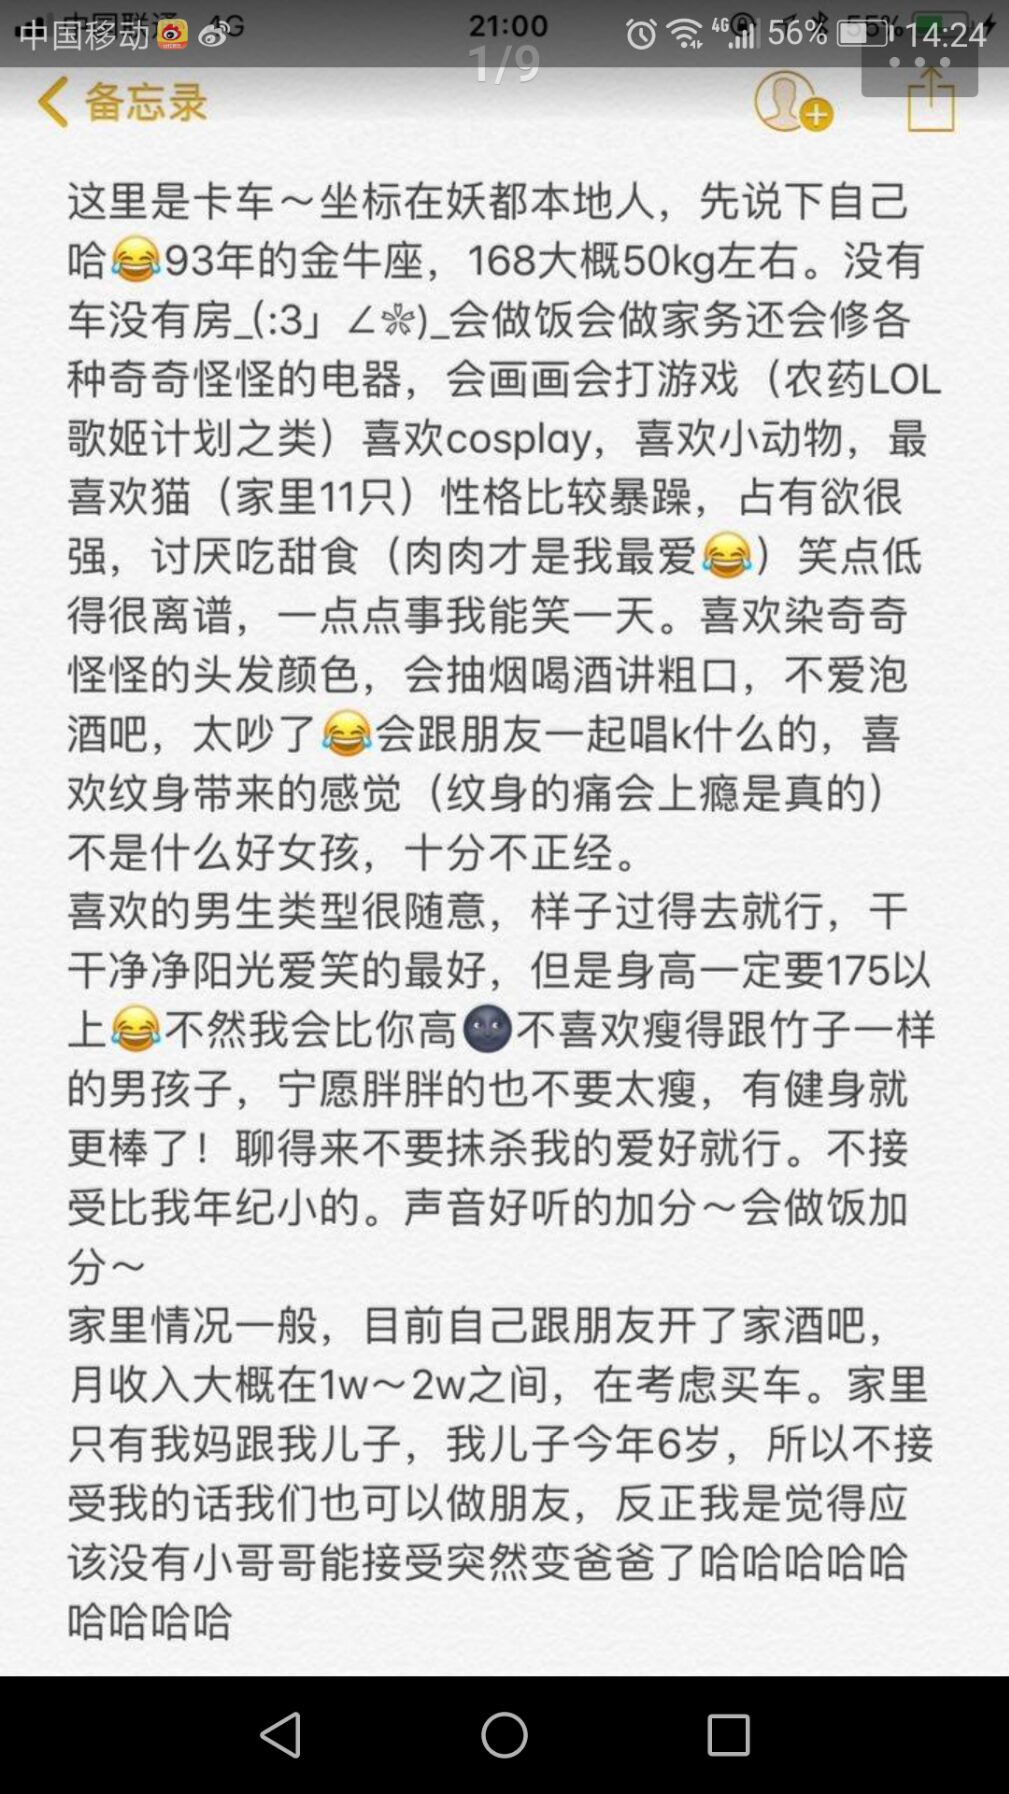 中国移动 4G 21:00 4G 56% 14:24
1/9
备忘录
这里是卡车～坐标在妖都本地人，先说下自己
哈😂93年的金牛座，168大概50kg左右。没有
车没有房_(:3」∠❀)_会做饭会做家务还会修各
种奇奇怪怪的电器，会画画会打游戏（农药LOL
歌姬计划之类）喜欢cosplay，喜欢小动物，最
喜欢猫（家里11只）性格比较暴躁，占有欲很
强，讨厌吃甜食（肉肉才是我最爱😂）笑点低
得很离谱，一点点事我能笑一天。喜欢染奇奇
怪怪的头发颜色，会抽烟喝酒讲粗口，不爱泡
酒吧，太吵了😂会跟朋友一起唱k什么的，喜
欢纹身带来的感觉（纹身的痛会上瘾是真的）
不是什么好女孩，十分不正经。
喜欢的男生类型很随意，样子过得去就行，干
干净净阳光爱笑的最好，但是身高一定要175以
上😂不然我会比你高🌚不喜欢瘦得跟竹子一样
的男孩子，宁愿胖胖的也不要太瘦，有健身就
更棒了！聊得来不要抹杀我的爱好就行。不接
受比我年纪小的。声音好听的加分～会做饭加
分～
家里情况一般，目前自己跟朋友开了家酒吧，
月收入大概在1w～2w之间，在考虑买车。家里
只有我妈跟我儿子，我儿子今年6岁，所以不接
受我的话我们也可以做朋友，反正我是觉得应
该没有小哥哥能接受突然变爸爸了哈哈哈哈哈
哈哈哈哈